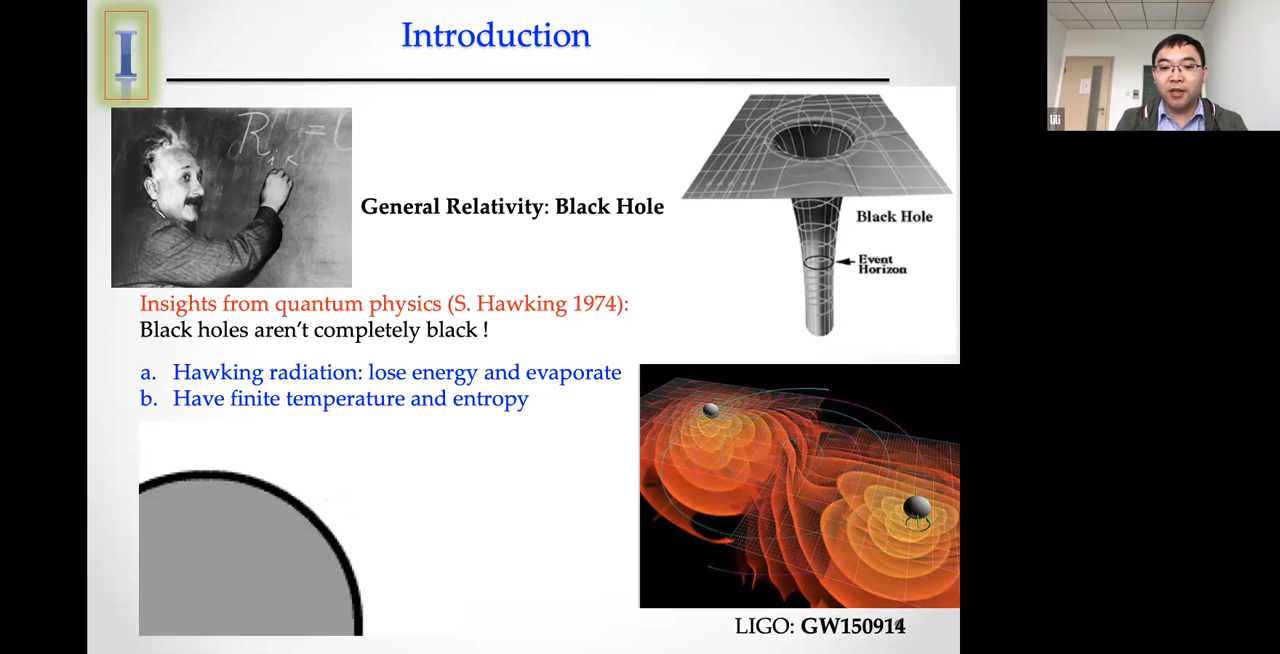 I
Introduction
R i κ =
General Relativity: Black Hole
Black Hole
Event
Horizon
Insights from quantum physics (S. Hawking 1974):
Black holes aren’t completely black !
a. Hawking radiation: lose energy and evaporate
b. Have finite temperature and entropy
LIGO: GW150914
lili